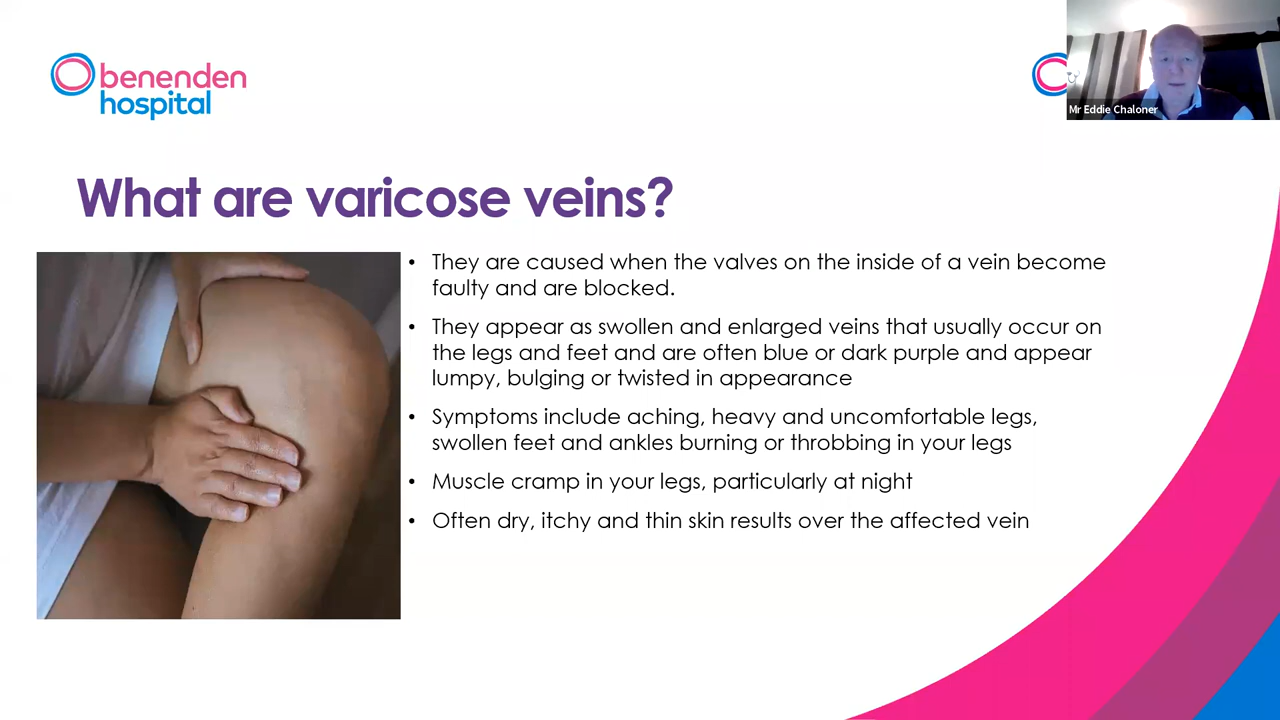 benenden
hospital
Mr Eddie Chaloner
What are varicose veins?
• They are caused when the valves on the inside of a vein become
faulty and are blocked.
• They appear as swollen and enlarged veins that usually occur on
the legs and feet and are often blue or dark purple and appear
lumpy, bulging or twisted in appearance
• Symptoms include aching, heavy and uncomfortable legs,
swollen feet and ankles burning or throbbing in your legs
• Muscle cramp in your legs, particularly at night
• Often dry, itchy and thin skin results over the affected vein